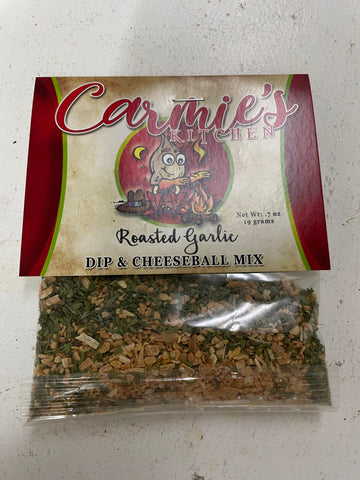 Carmie's
KITCHEN
Net Wt: .7 oz
19 grams
Roasted Garlic
DIP & CHEESEBALL MIX